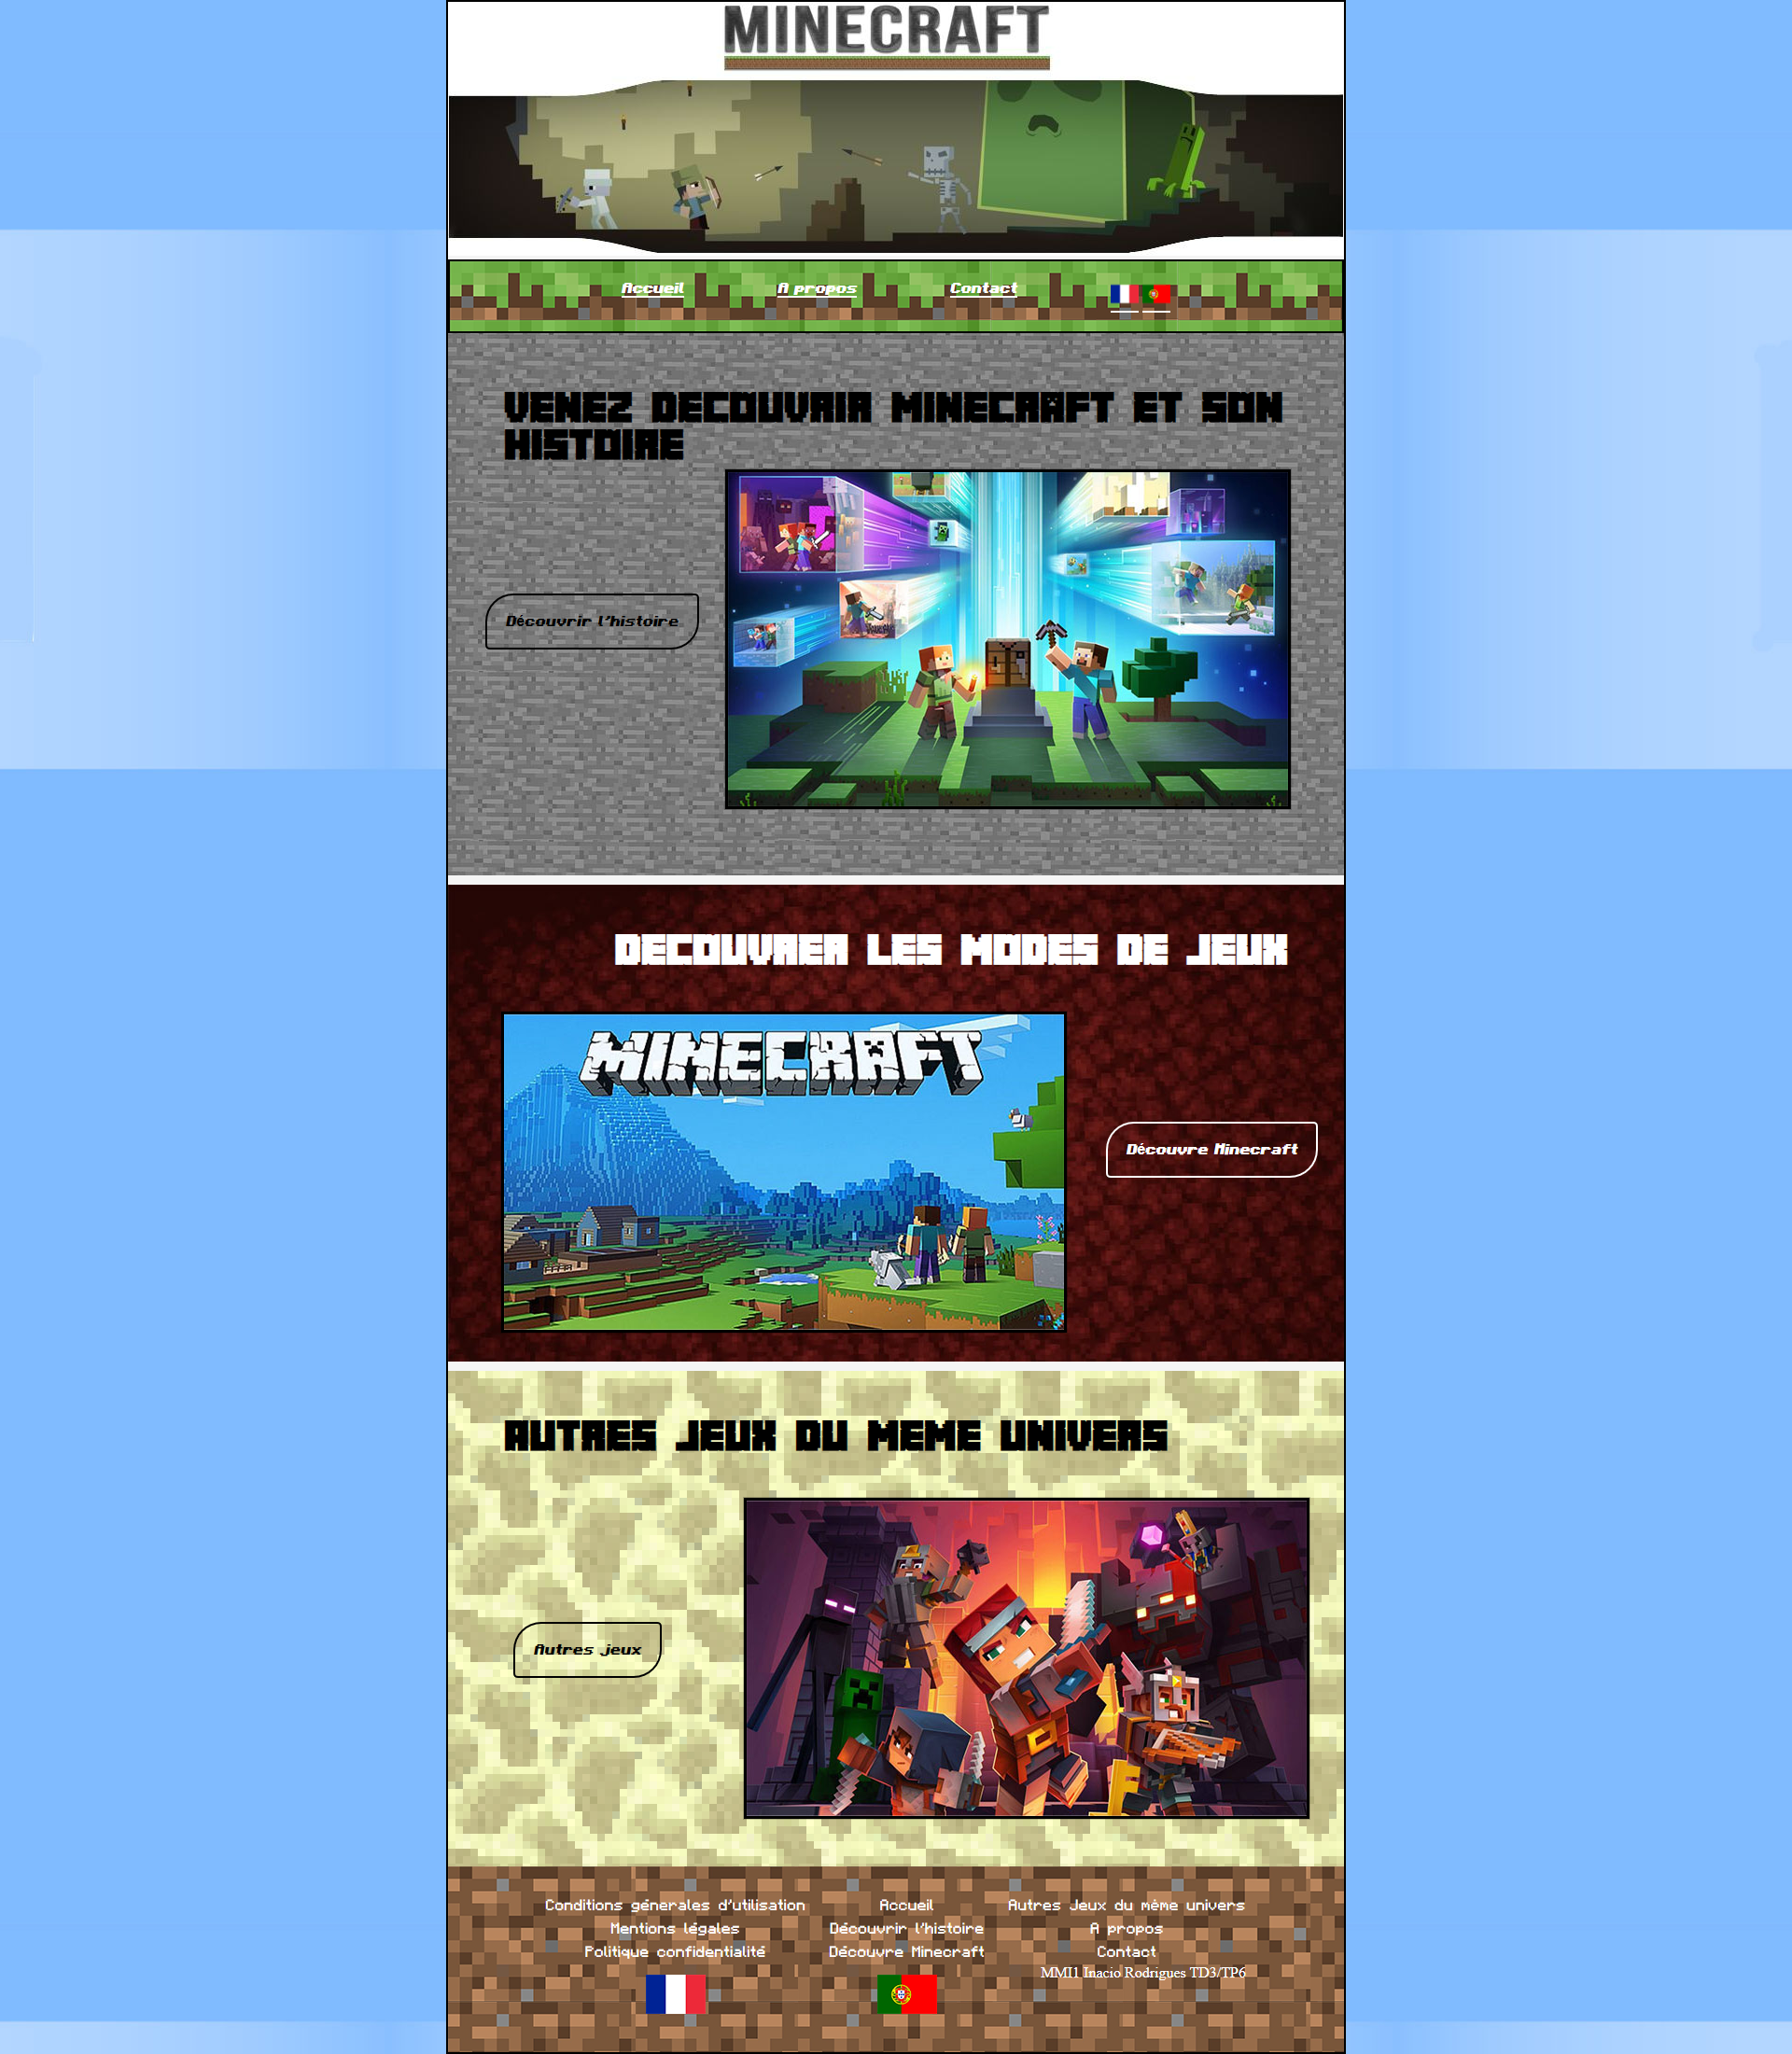 MINECRAFT
Accueil
A propos
Contact
VENEZ DECOUVRIR MINECRAFT ET SON
HISTOIRE
Découvrir l'histoire
DECOUVRER LES MODES DE JEUX
MINECRAFT
Découvre Minecraft
AUTRES JEUX DU MEME UNIVERS
Autres jeux
Conditions génerales d'utilisation
Mentions légales
Politique confidentialité
Accueil
Découvrir l'histoire
Découvre Minecraft
Autres Jeux du même univers
A propos
Contact
MMI1 Inacio Rodrigues TD3/TP6